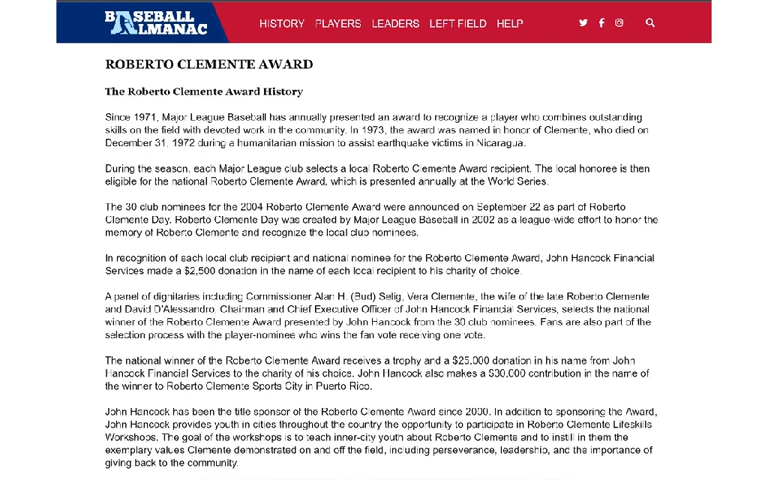 BASEBALL
ALMANAC
HISTORY PLAYERS LEADERS LEFT FIELD HELP
ROBERTO CLEMENTE AWARD
The Roberto Clemente Award History
Since 1971, Major League Baseball has annually presented an award to recognize a player who combines outstanding
skills on the field with devoted work in the community. In 1973, the award was named in honor of Clemente, who died on
December 31, 1972 during a humanitarian mission to assist earthquake victims in Nicaragua.
During the season, each Major League club selects a local Roberto Clemente Award recipient. The local honoree is then
eligible for the national Roberto Clemente Award, which is presented annually at the World Series.
The 30 club nominees for the 2004 Roberto Clemente Award were announced on September 22 as part of Roberto
Clemente Day. Roberto Clemente Day was created by Major League Baseball in 2002 as a league-wide effort to honor the
memory of Roberto Clemente and recognize the local club nominees.
In recognition of each local club recipient and national nominee for the Roberto Clemente Award, John Hancock Financial
Services made a $2,500 donation in the name of each local recipient to his charity of choice.
A panel of dignitaries including Commissioner Alan H. (Bud) Selig, Vera Clemente, the wife of the late Roberto Clemente
and David D'Alessandro, Chairman and Chief Executive Officer of John Hancock Financial Services, selects the national
winner of the Roberto Clemente Award presented by John Hancock from the 30 club nominees. Fans are also part of the
selection process with the player-nominee who wins the fan vote receiving one vote.
The national winner of the Roberto Clemente Award receives a trophy and a $25,000 donation in his name from John
Hancock Financial Services to the charity of his choice. John Hancock also makes a $30,000 contribution in the name of
the winner to Roberto Clemente Sports City in Puerto Rico.
John Hancock has been the title sponsor of the Roberto Clemente Award since 2000. In addition to sponsoring the Award,
John Hancock provides youth in cities throughout the country the opportunity to participate in Roberto Clemente Lifeskills
Workshops. The goal of the workshops is to teach inner-city youth about Roberto Clemente and to instill in them the
exemplary values Clemente demonstrated on and off the field, including perseverance, leadership, and the importance of
giving back to the community.